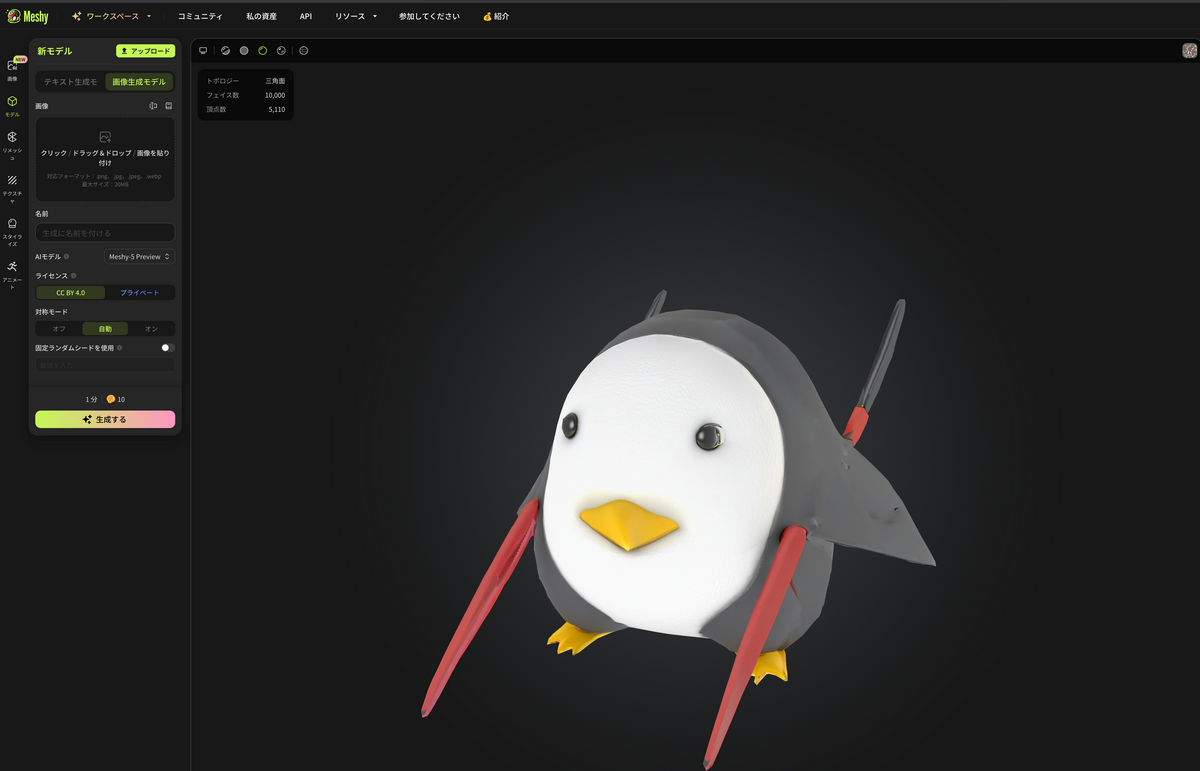 Meshy
ワークスペース
コミュニティ
私の資産
API
リソース
参加してください
💰紹介
NEW
画像
モデル
リメッシュ
テクスチャ
スタイライズ
アニメート
新モデル
アップロード
テキスト生成モ
画像生成モデル
画像
クリック / ドラッグ＆ドロップ / 画像を貼り
付け
対応フォーマット： .png、.jpg、.jpeg、.webp
最大サイズ：20MB
名前
生成に名前を付ける
AIモデル
Meshy-5 Preview
ライセンス
CC BY 4.0
プライベート
対称モード
オフ
自動
オン
固定ランダムシードを使用
1 分
10
生成する
トポロジー 三角面
フェイス数 10,000
頂点数 5,110